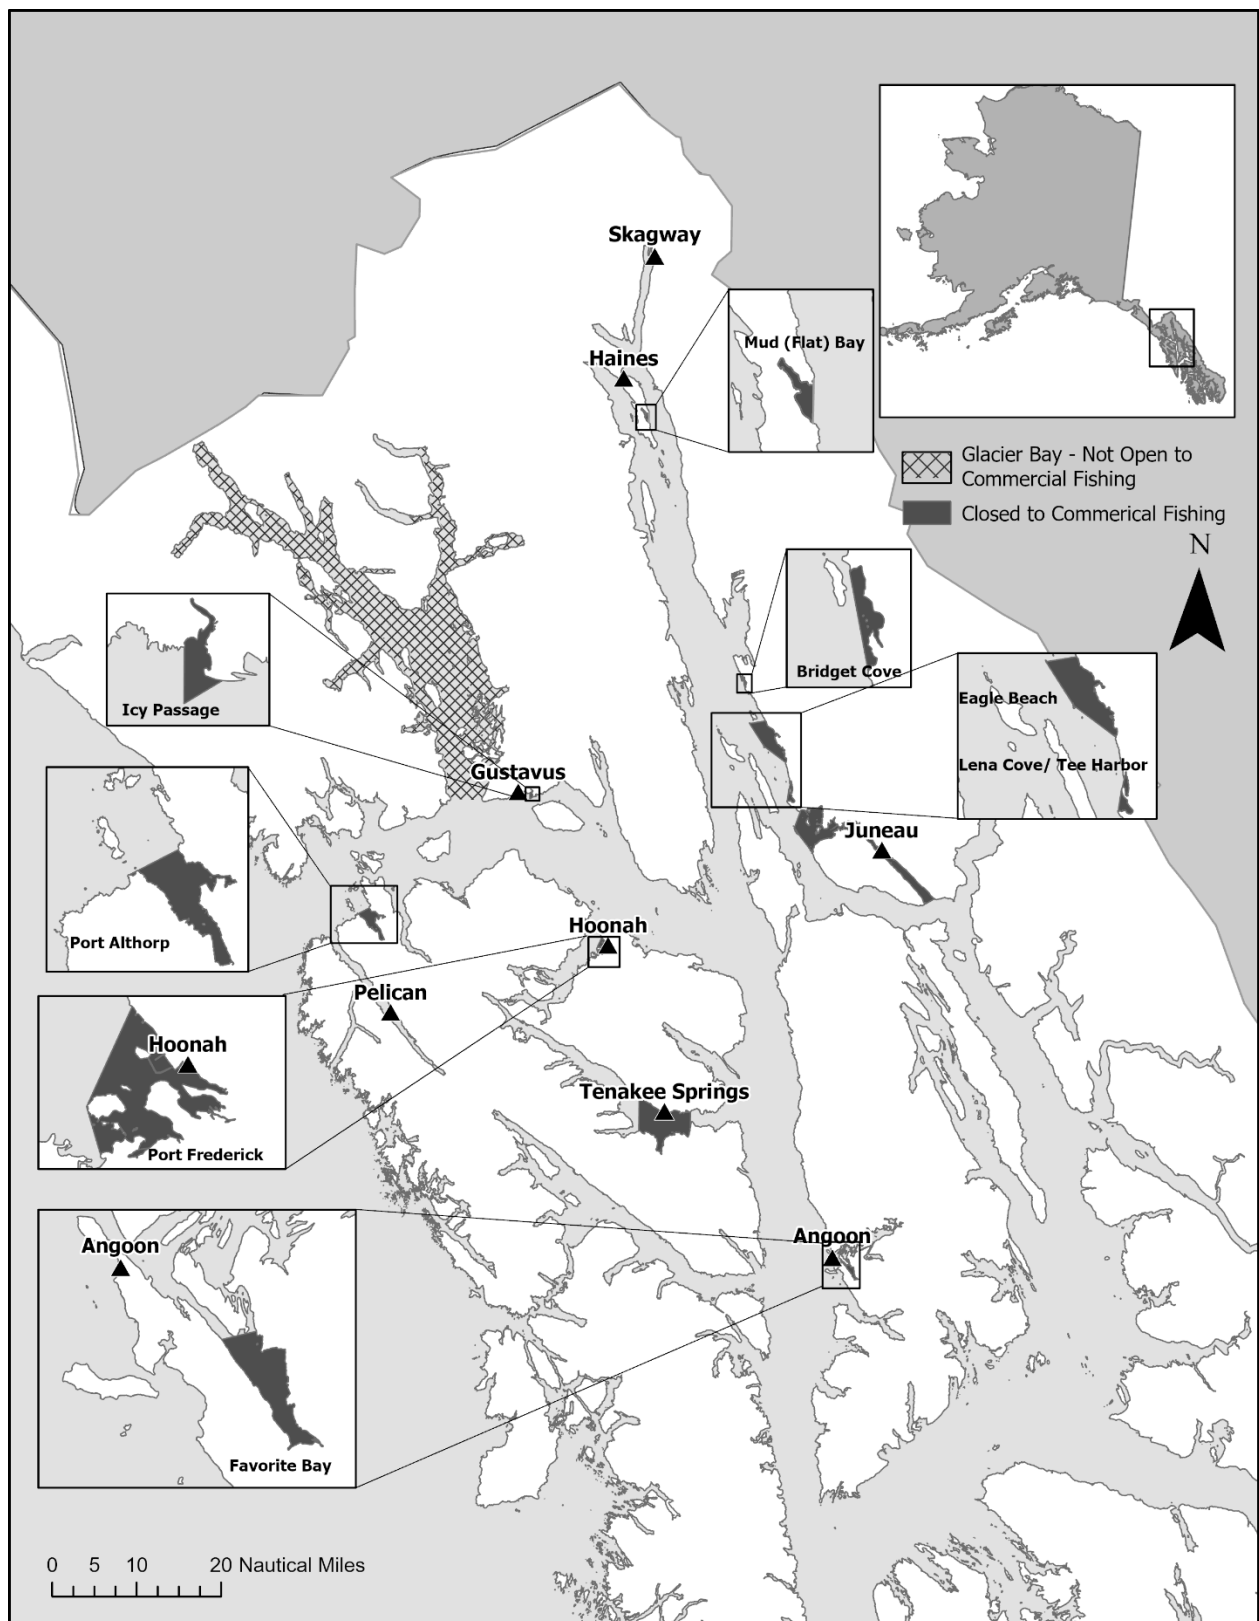 Skagway
Haines
Mud (Flat) Bay
Glacier Bay - Not Open to
Commercial Fishing
Closed to Commerical Fishing
N
Bridget Cove
Eagle Beach
Lena Cove/ Tee Harbor
Icy Passage
Gustavus
Juneau
Port Althorp
Hoonah
Pelican
Hoonah
Port Frederick
Tenakee Springs
Angoon
Angoon
Favorite Bay
0 5 10 20 Nautical Miles